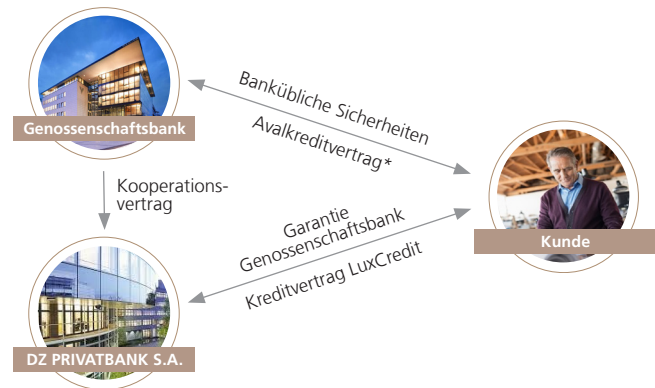 Genossenschaftsbank
Bankübliche Sicherheiten
Avalkreditvertrag*
Kooperations-
vertrag
Garantie
Genossenschaftsbank
Kreditvertrag LuxCredit
Kunde
DZ PRIVATBANK S.A.